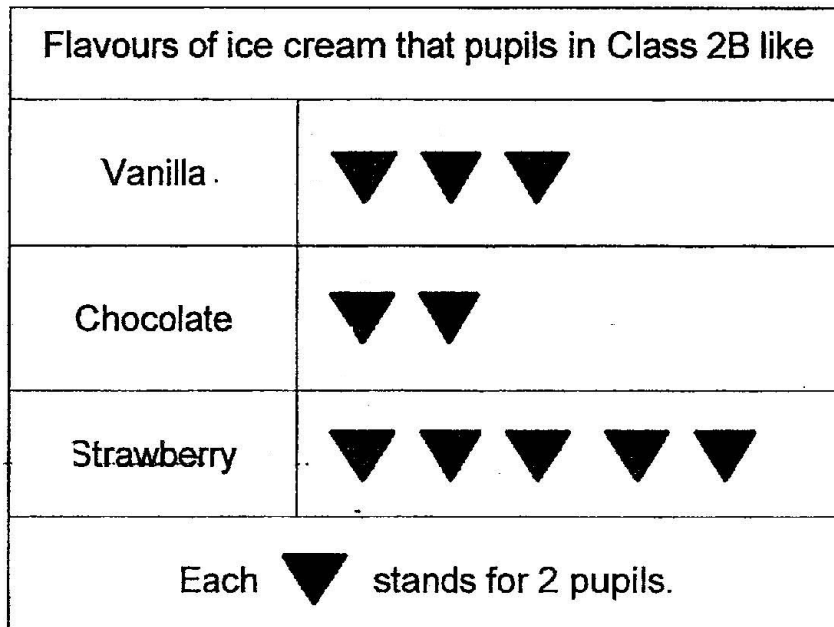 Flavours of ice cream that pupils in Class 2B like
Vanilla
Chocolate
Strawberry
Each ▼ stands for 2 pupils.